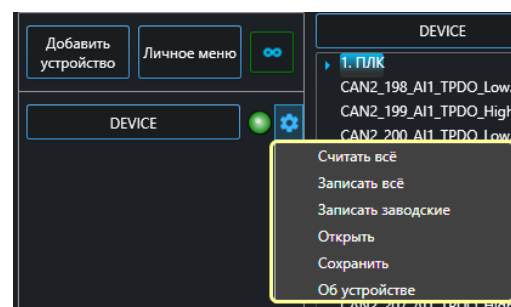 Добавить
устройство
Личное меню
∞
DEVICE
DEVICE
1. ПЛК
CAN2_198_AI1_TPDO_Low.
CAN2_199_AI1_TPDO_High
CAN2_200_AI1_TPDO_Low.
Считать всё
Записать всё
Записать заводские
Открыть
Сохранить
Об устройстве